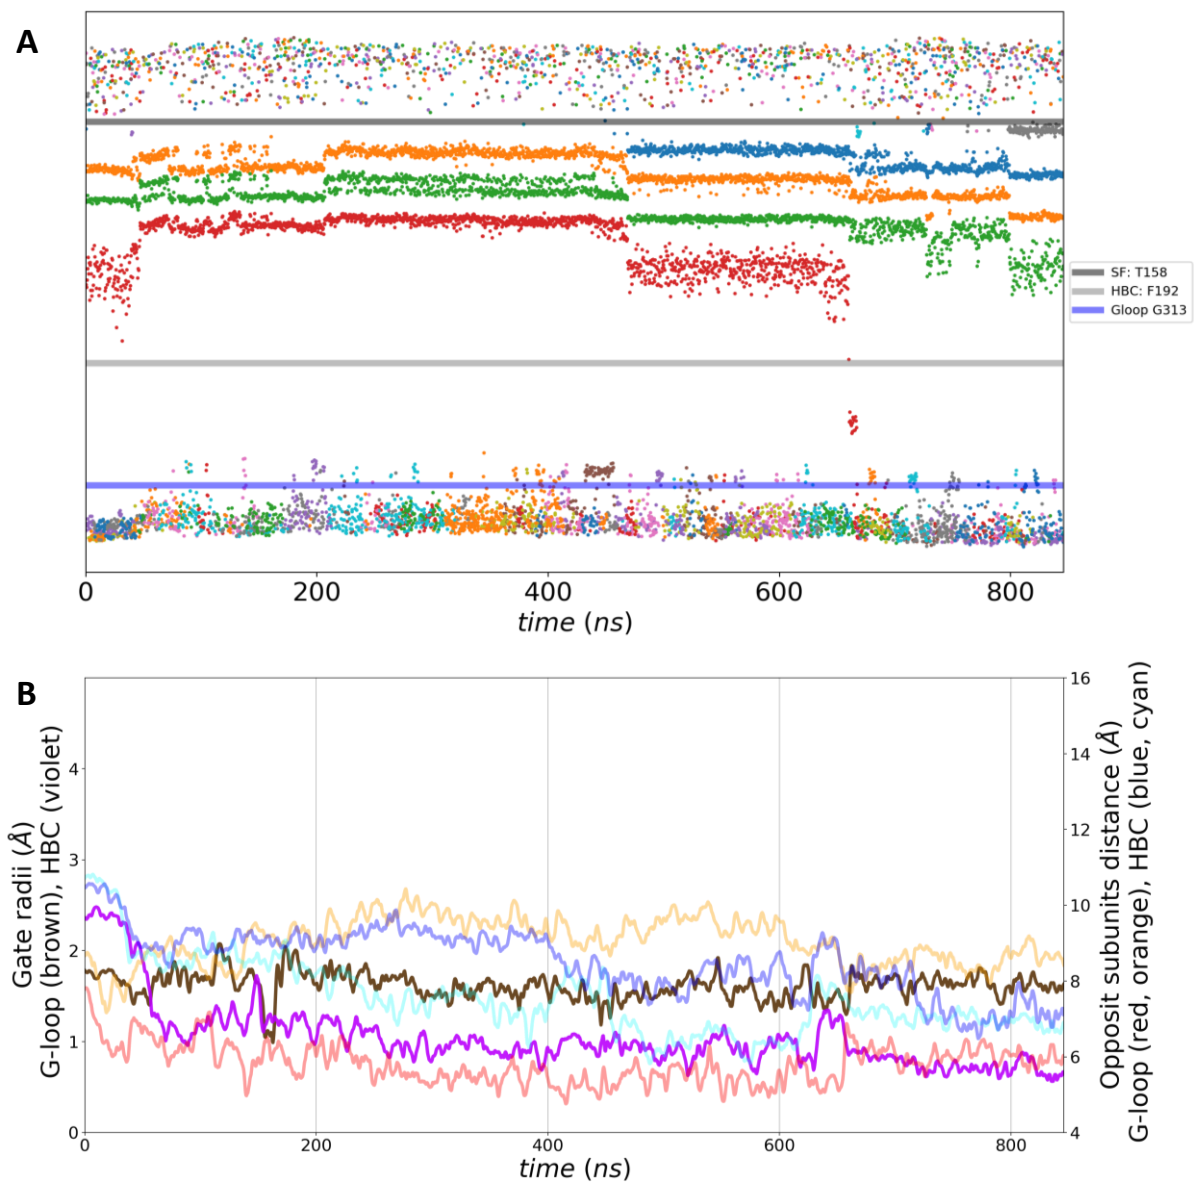 A
0 200 400 600 800
time (ns)
SF: T158
HBC: F192
Gloop G313
B
Gate radii (Å)
G-loop (brown), HBC (violet)
4
3
2
1
0
16
14
12
10
8
6
4
Opposit subunits distance (Å)
G-loop (red, orange), HBC (blue, cyan)
0 200 400 600 800
time (ns)